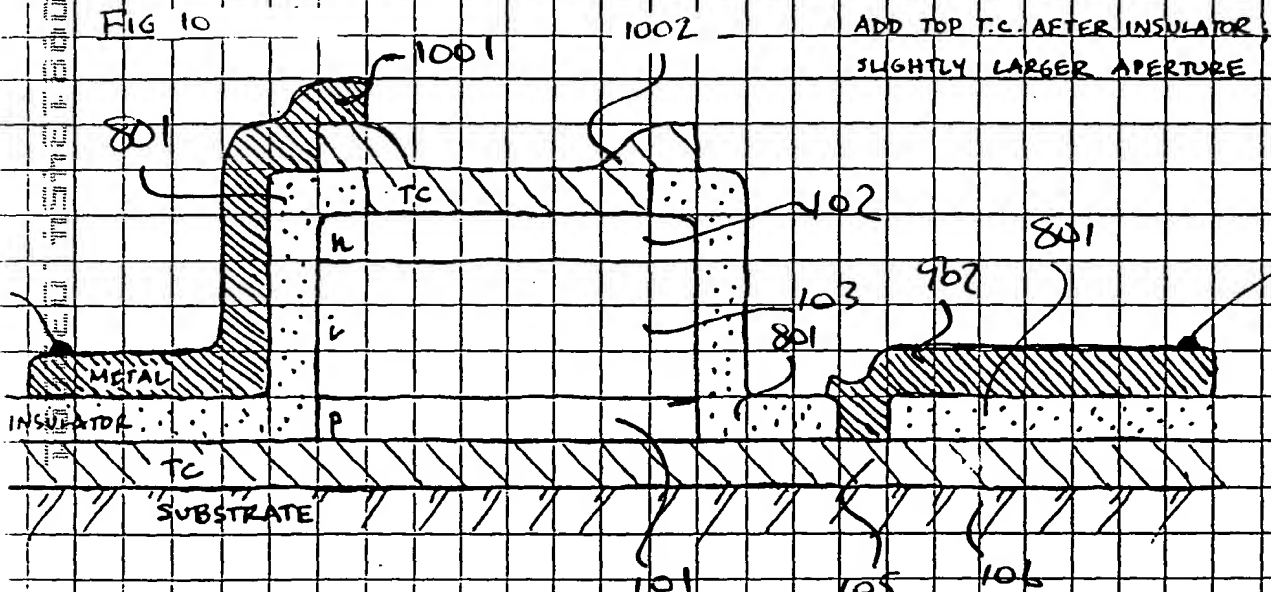 FIG 10
1001
1002
ADD TOP T.C. AFTER INSULATOR;
SLIGHTLY LARGER APERTURE
801
TC
102
n
801
902
103
i
801
METAL
INSULATOR
p
TC
SUBSTRATE
101
105
106